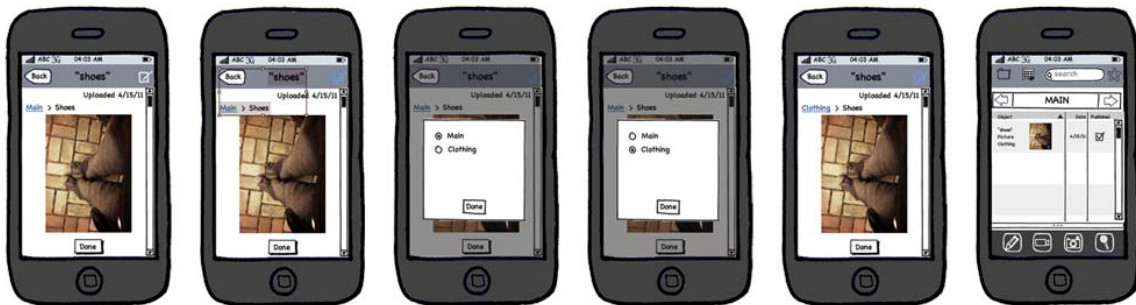 ABC 3G 04:03 AM
Back "shoes"
Uploaded 4/15/11
Main > Shoes
Done
ABC 3G 04:03 AM
Back "shoes"
Uploaded 4/15/11
Main > Shoes
Done
ABC 3G 04:03 AM
Back "shoes"
Uploaded 4/15/11
Main > Shoes
Main
Clothing
Done
Done
ABC 3G 04:03 AM
Back "shoes"
Uploaded 4/15/11
Main > Shoes
Main
Clothing
Done
Done
ABC 3G 04:03 AM
Back "shoes"
Uploaded 4/15/11
Clothing > Shoes
Done
ABC 3G 04:03 AM
search
MAIN
Object Date Published
"shoes"
Picture 4/15/11
Clothing